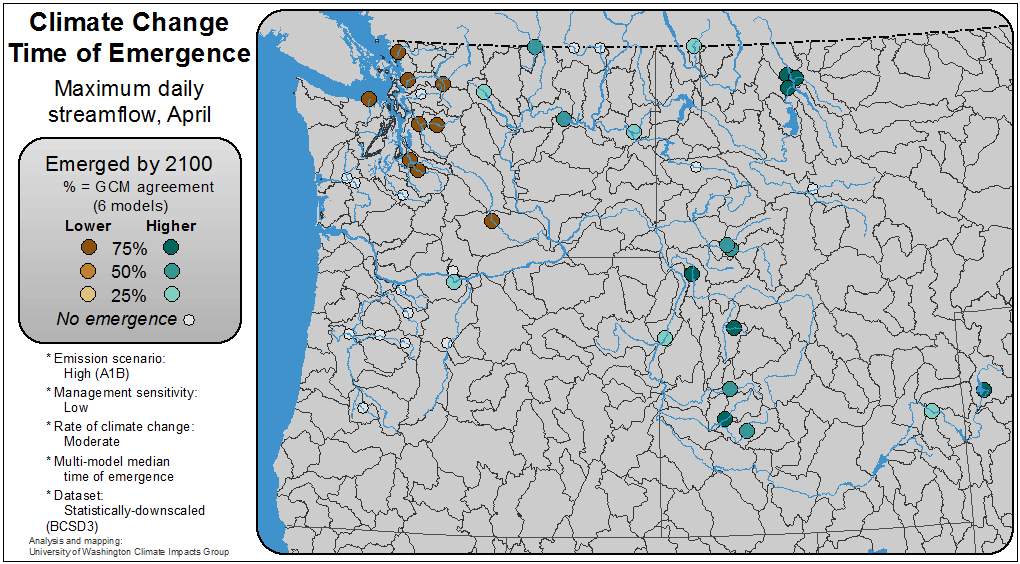 Climate Change
Time of Emergence
Maximum daily
streamflow, April
Emerged by 2100
% = GCM agreement
(6 models)
Lower Higher
75%
50%
25%
No emergence
* Emission scenario:
High (A1B)
* Management sensitivity:
Low
* Rate of climate change:
Moderate
* Multi-model median
time of emergence
* Dataset:
Statistically-downscaled
(BCSD3)
Analysis and mapping:
University of Washington Climate Impacts Group